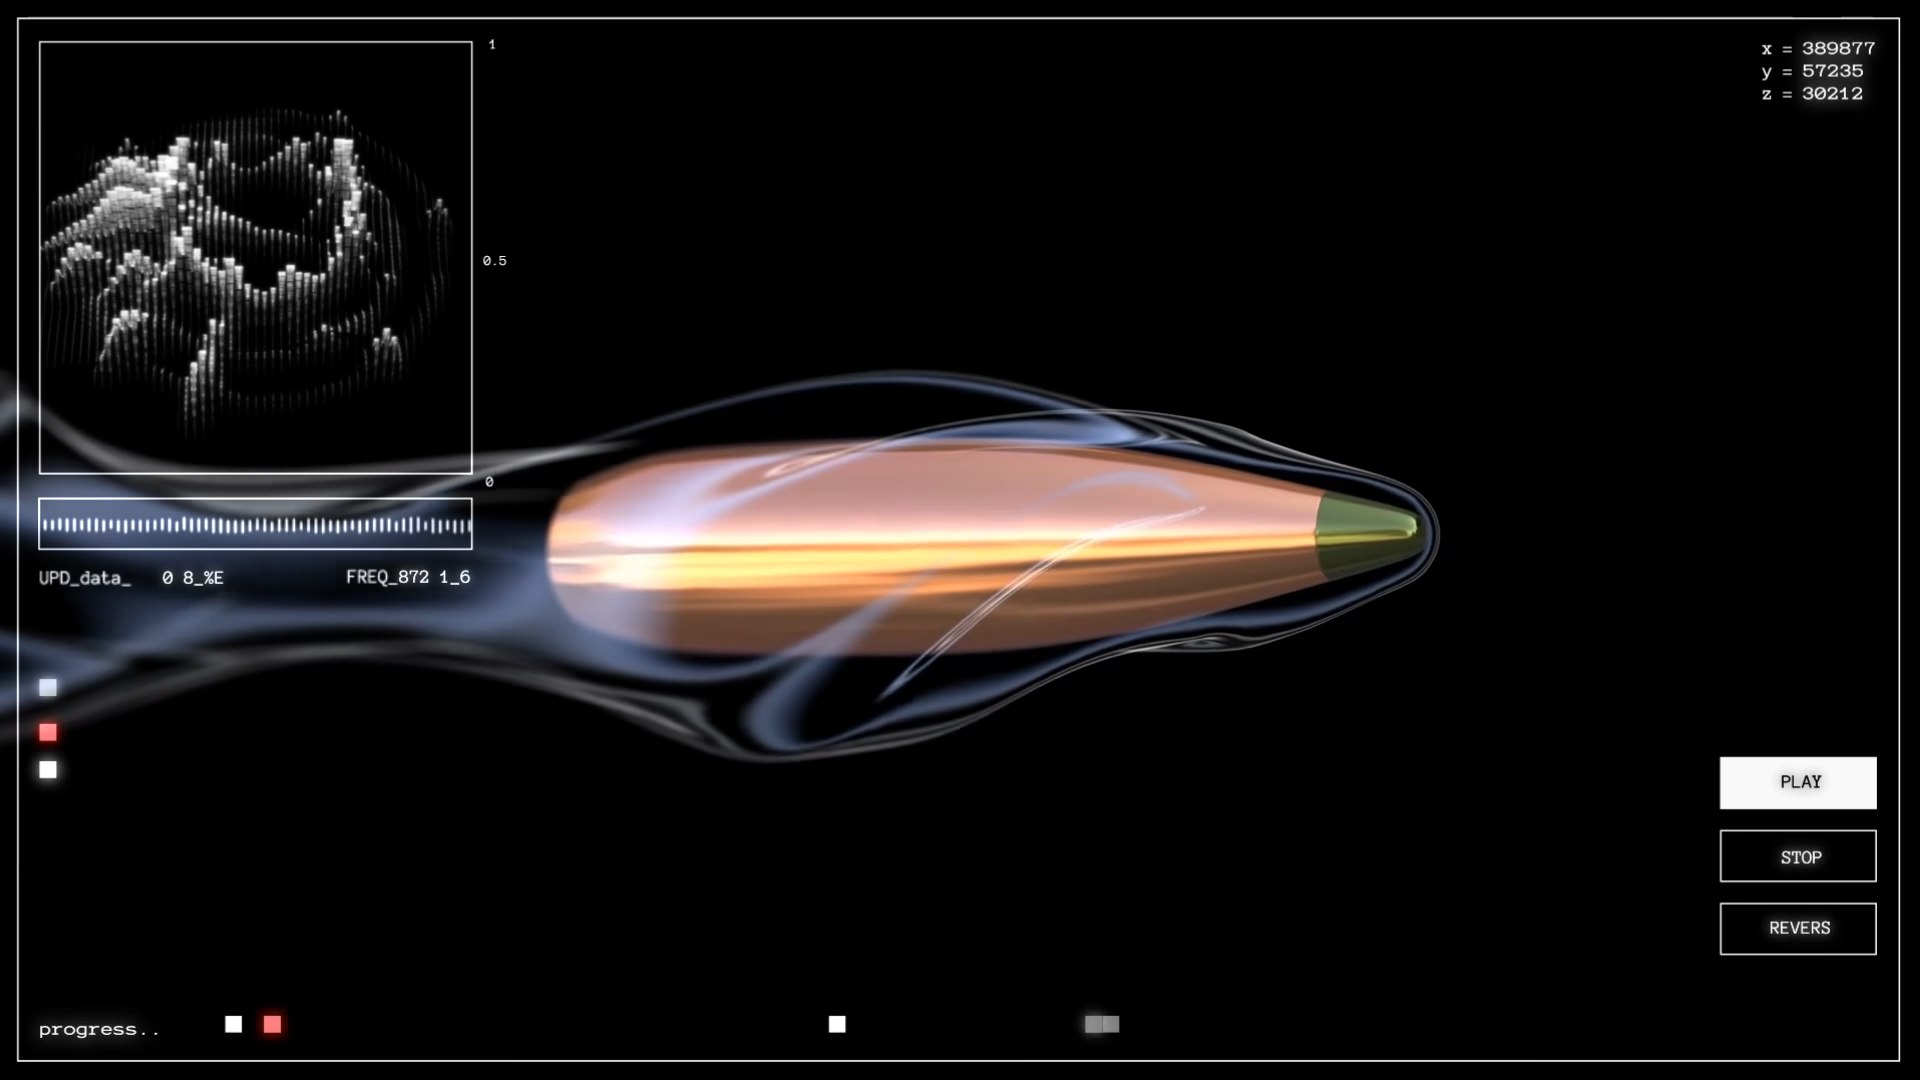 1
x = 389877
y = 57235
z = 30212
0.5
0
UPD_data_ 0 8_%E FREQ_872 1_6
PLAY
STOP
REVERS
progress..